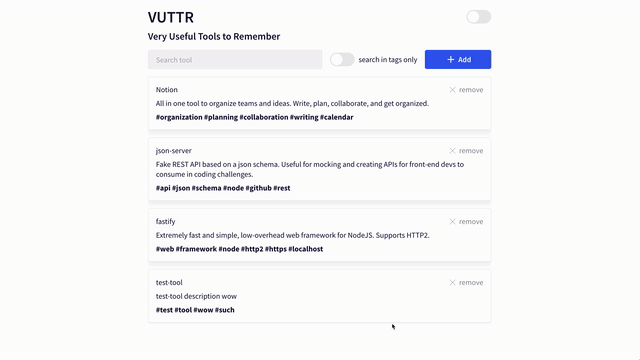 VUTTR
Very Useful Tools to Remember
Search tool
search in tags only
+ Add
Notion
remove
All in one tool to organize teams and ideas. Write, plan, collaborate, and get organized.
#organization #planning #collaboration #writing #calendar
json-server
remove
Fake REST API based on a json schema. Useful for mocking and creating APIs for front-end devs to
consume in coding challenges.
#api #json #schema #node #github #rest
fastify
remove
Extremely fast and simple, low-overhead web framework for NodeJS. Supports HTTP2.
#web #framework #node #http2 #https #localhost
test-tool
remove
test-tool description wow
#test #tool #wow #such